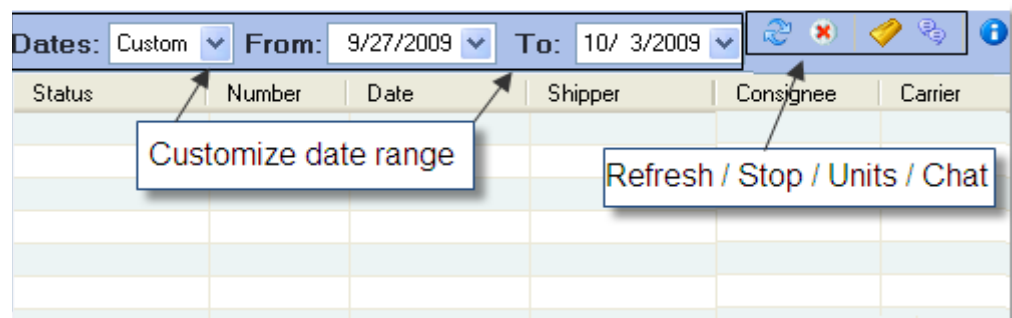 Dates: Custom From: 9/27/2009 To: 10/ 3/2009
Status Number Date Shipper Consignee Carrier
Customize date range
Refresh / Stop / Units / Chat